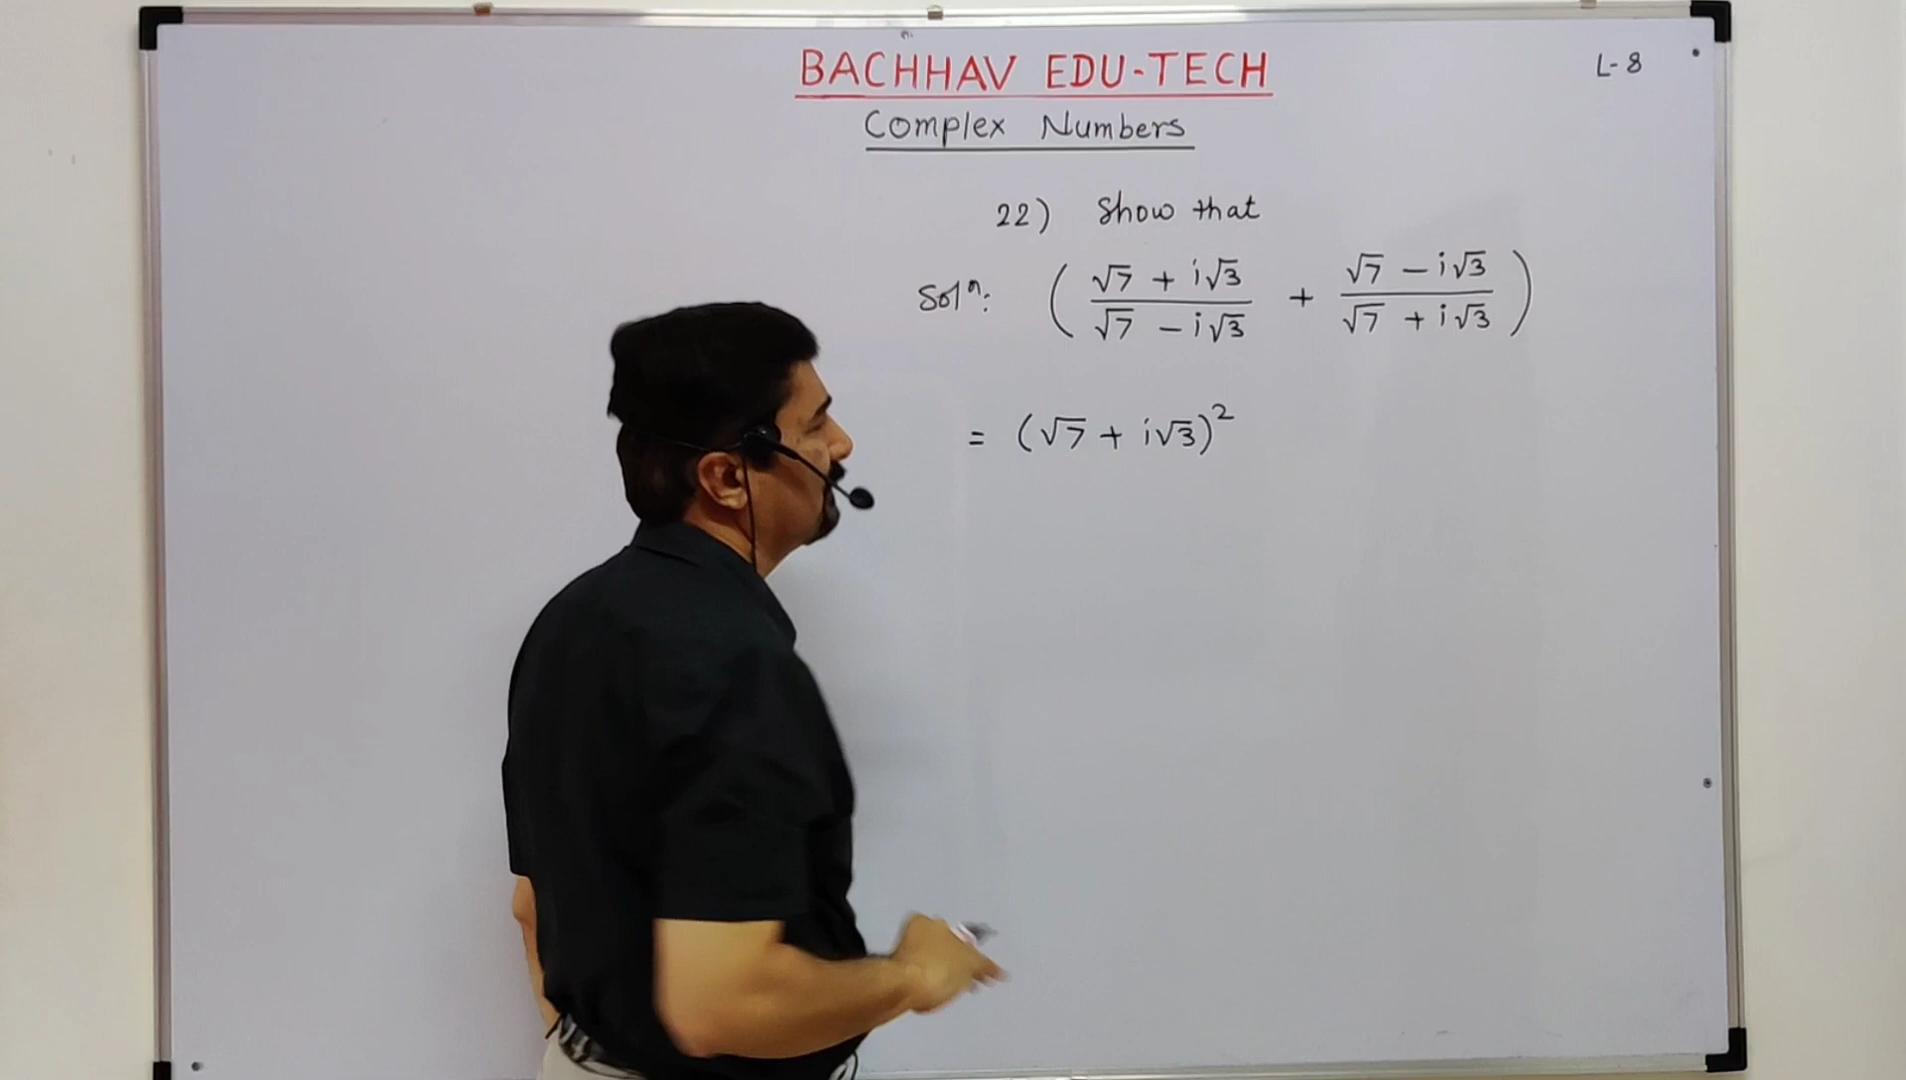 BACHHAV EDU-TECH
L-8
Complex Numbers
22) Show that
Solⁿ: ( (√7 + i√3)/(√7 - i√3) + (√7 - i√3)/(√7 + i√3) )
= (√7 + i√3)²